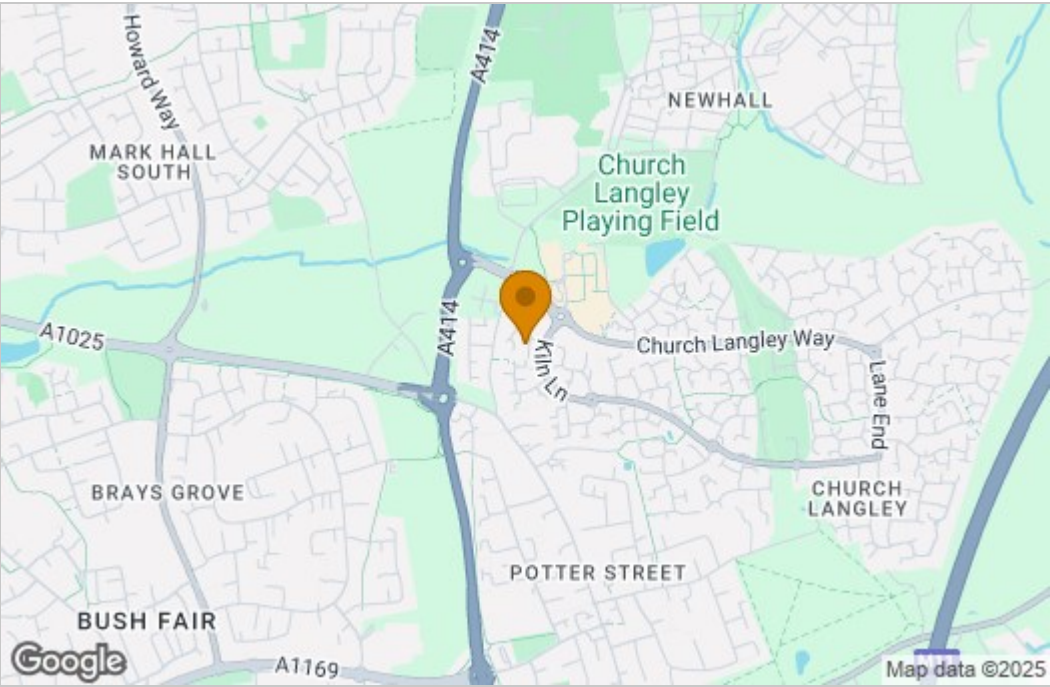 Howard Way
A414
NEWHALL
MARK HALL
SOUTH
Church
Langley
Playing Field
A414
A1025
Kiln Ln
Church Langley Way
Lane End
BRAYS GROVE
CHURCH
LANGLEY
POTTER STREET
BUSH FAIR
A1169
Google
Map data ©2025